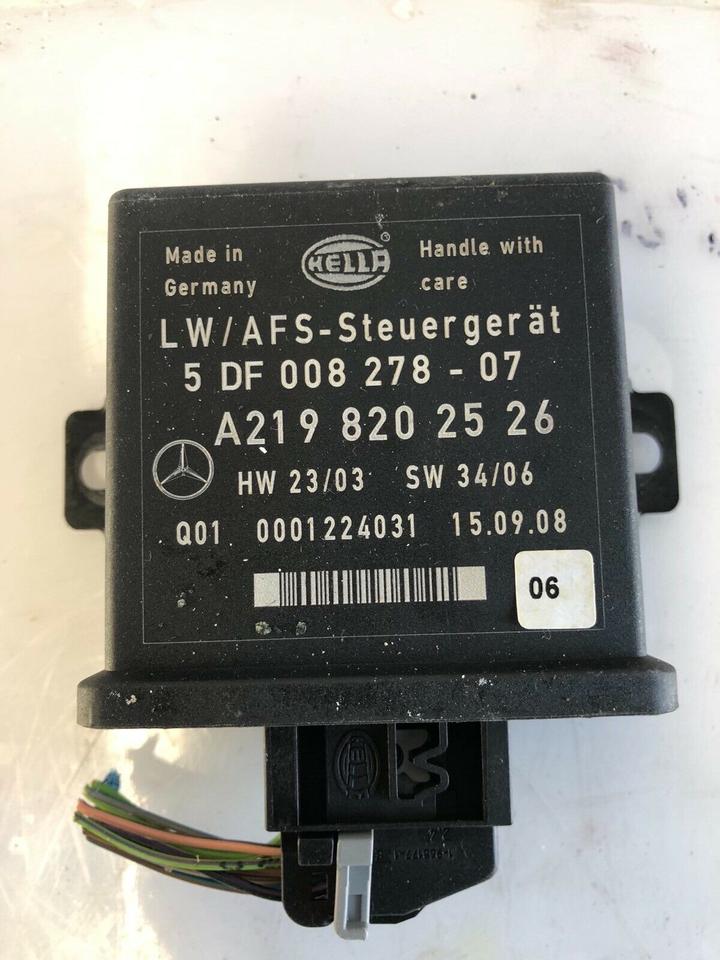 Made in
Germany
HELLA
®
Handle with
care
LW/AFS-Steuergerät
5 DF 008 278 - 07
A219 820 25 26
HW 23/03 SW 34/06
Q01 0001224031 15.09.08
06
HELLA